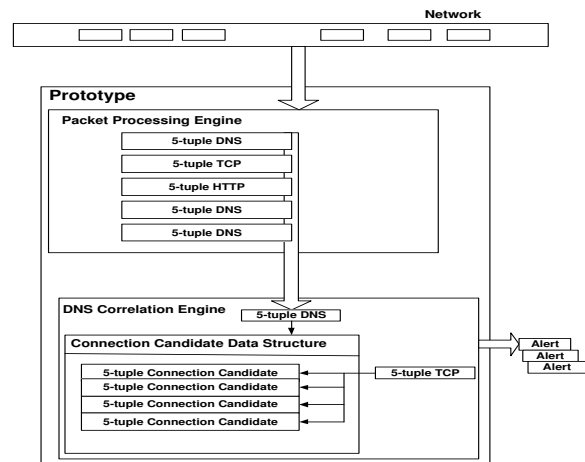 Network
Prototype
Packet Processing Engine
5-tuple DNS
5-tuple TCP
5-tuple HTTP
5-tuple DNS
5-tuple DNS
DNS Correlation Engine
5-tuple DNS
Connection Candidate Data Structure
5-tuple Connection Candidate
5-tuple Connection Candidate
5-tuple Connection Candidate
5-tuple Connection Candidate
5-tuple TCP
Alert
Alert
Alert